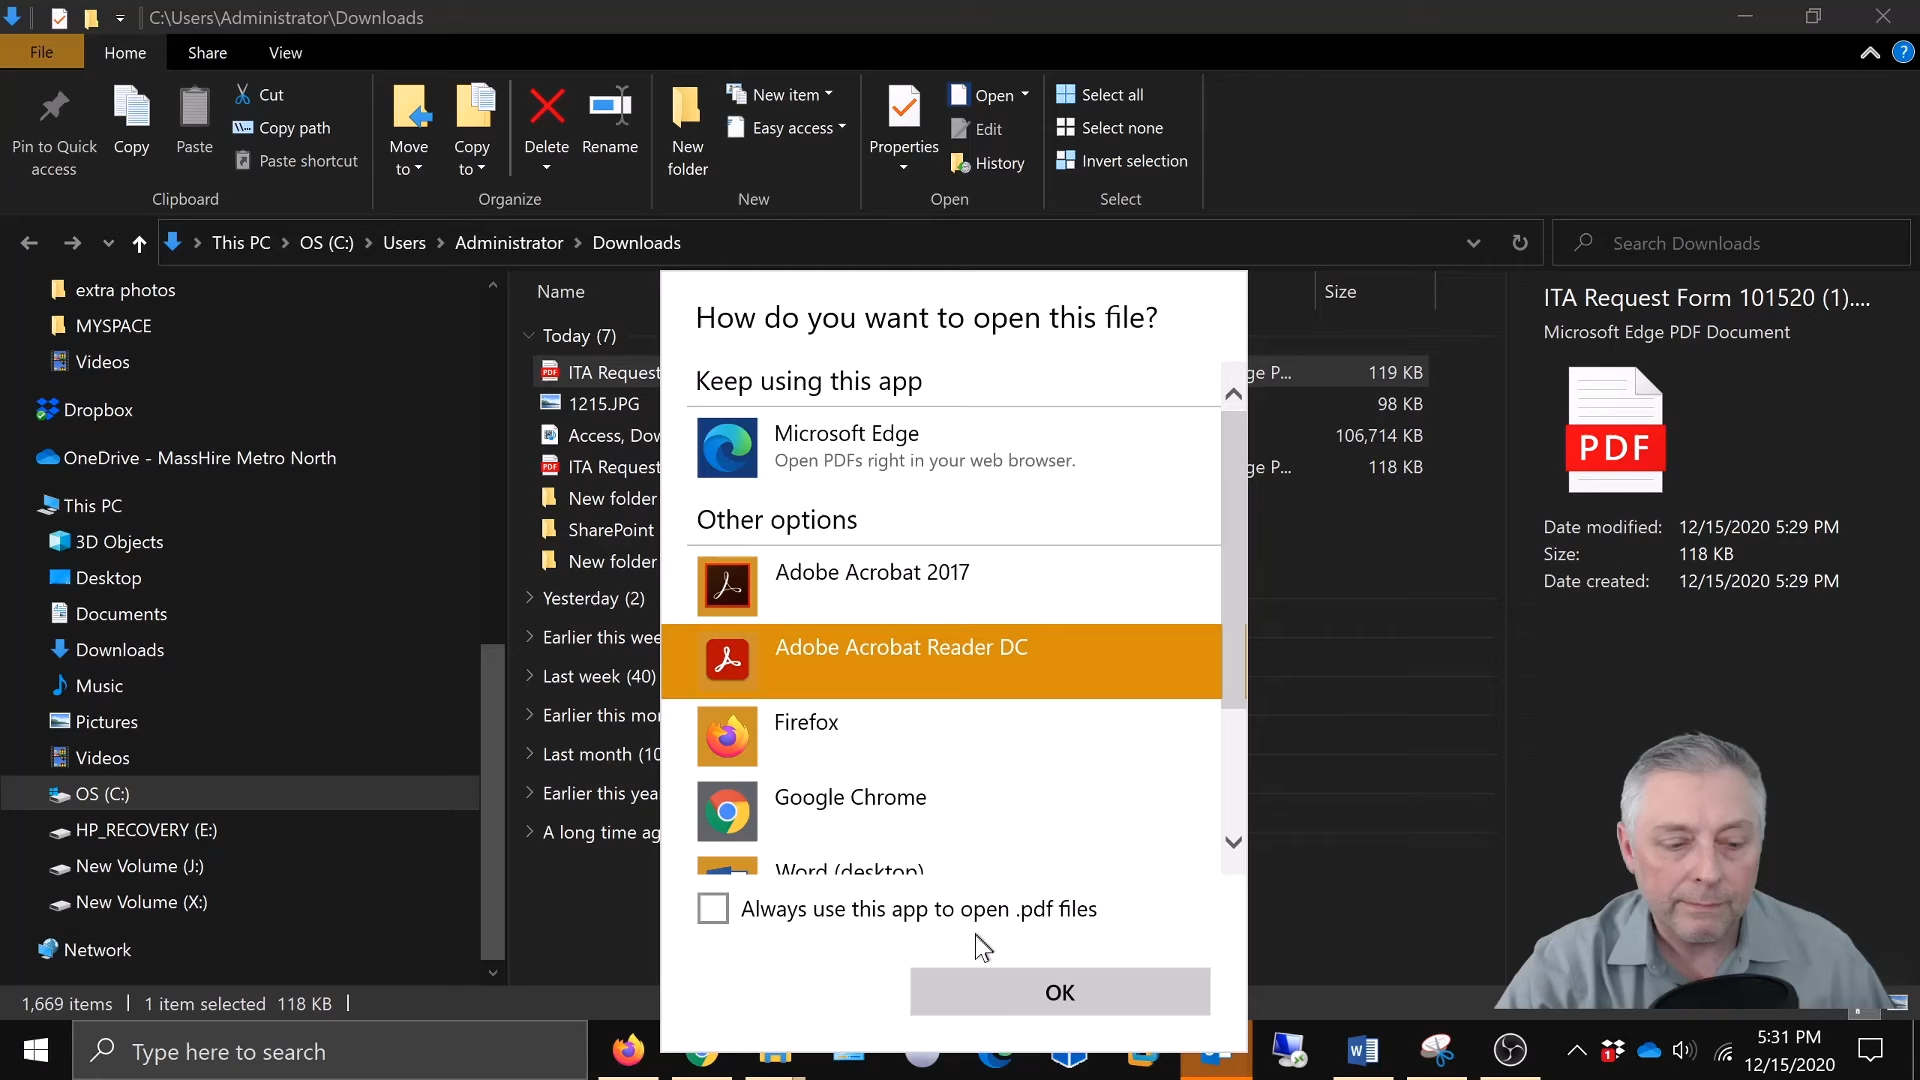 C:\Users\Administrator\Downloads
File
Home
Share
View
Pin to Quick access
Copy
Paste
Cut
Copy path
Paste shortcut
Clipboard
Move to
Copy to
Delete
Rename
Organize
New folder
New item
Easy access
New
Properties
Open
Edit
History
Open
Select all
Select none
Invert selection
Select
This PC > OS (C:) > Users > Administrator > Downloads
Search Downloads
extra photos
MYSPACE
Videos
Dropbox
OneDrive - MassHire Metro North
This PC
3D Objects
Desktop
Documents
Downloads
Music
Pictures
Videos
OS (C:)
HP_RECOVERY (E:)
New Volume (J:)
New Volume (X:)
Network
Name
Size
Today (7)
ITA Request
ge P...
119 KB
1215.JPG
98 KB
Access, Dow
106,714 KB
ITA Request
ge P...
118 KB
New folder
SharePoint
New folder
Yesterday (2)
Earlier this wee
Last week (40)
Earlier this mon
Last month (10
Earlier this yea
A long time ag
How do you want to open this file?
Keep using this app
Microsoft Edge
Open PDFs right in your web browser.
Other options
Adobe Acrobat 2017
Adobe Acrobat Reader DC
Firefox
Google Chrome
Word (desktop)
Always use this app to open .pdf files
OK
ITA Request Form 101520 (1)....
Microsoft Edge PDF Document
PDF
Date modified: 12/15/2020 5:29 PM
Size: 118 KB
Date created: 12/15/2020 5:29 PM
1,669 items
1 item selected 118 KB
Type here to search
1
5:31 PM
12/15/2020